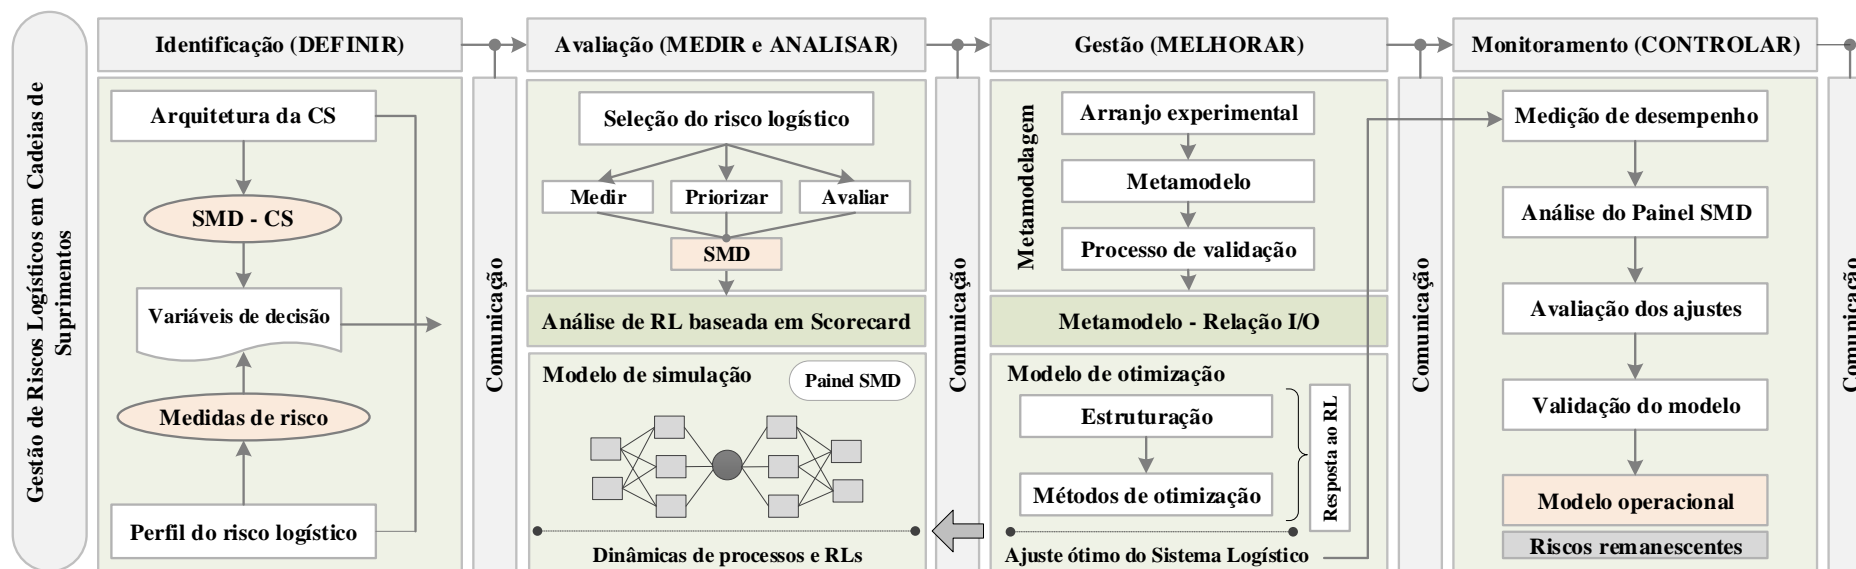 Gestão de Riscos Logísticos em Cadeias de
Suprimentos
Identificação (DEFINIR)
Arquitetura da CS
SMD - CS
Variáveis de decisão
Medidas de risco
Perfil do risco logístico
Comunicação
Avaliação (MEDIR e ANALISAR)
Seleção do risco logístico
Medir
Priorizar
Avaliar
SMD
Análise de RL baseada em Scorecard
Modelo de simulação
Painel SMD
Dinâmicas de processos e RLs
Comunicação
Gestão (MELHORAR)
Metamodelagem
Arranjo experimental
Metamodelo
Processo de validação
Metamodelo - Relação I/O
Modelo de otimização
Estruturação
Métodos de otimização
Resposta ao RL
Ajuste ótimo do Sistema Logístico
Comunicação
Monitoramento (CONTROLAR)
Medição de desempenho
Análise do Painel SMD
Avaliação dos ajustes
Validação do modelo
Modelo operacional
Riscos remanescentes
Comunicação